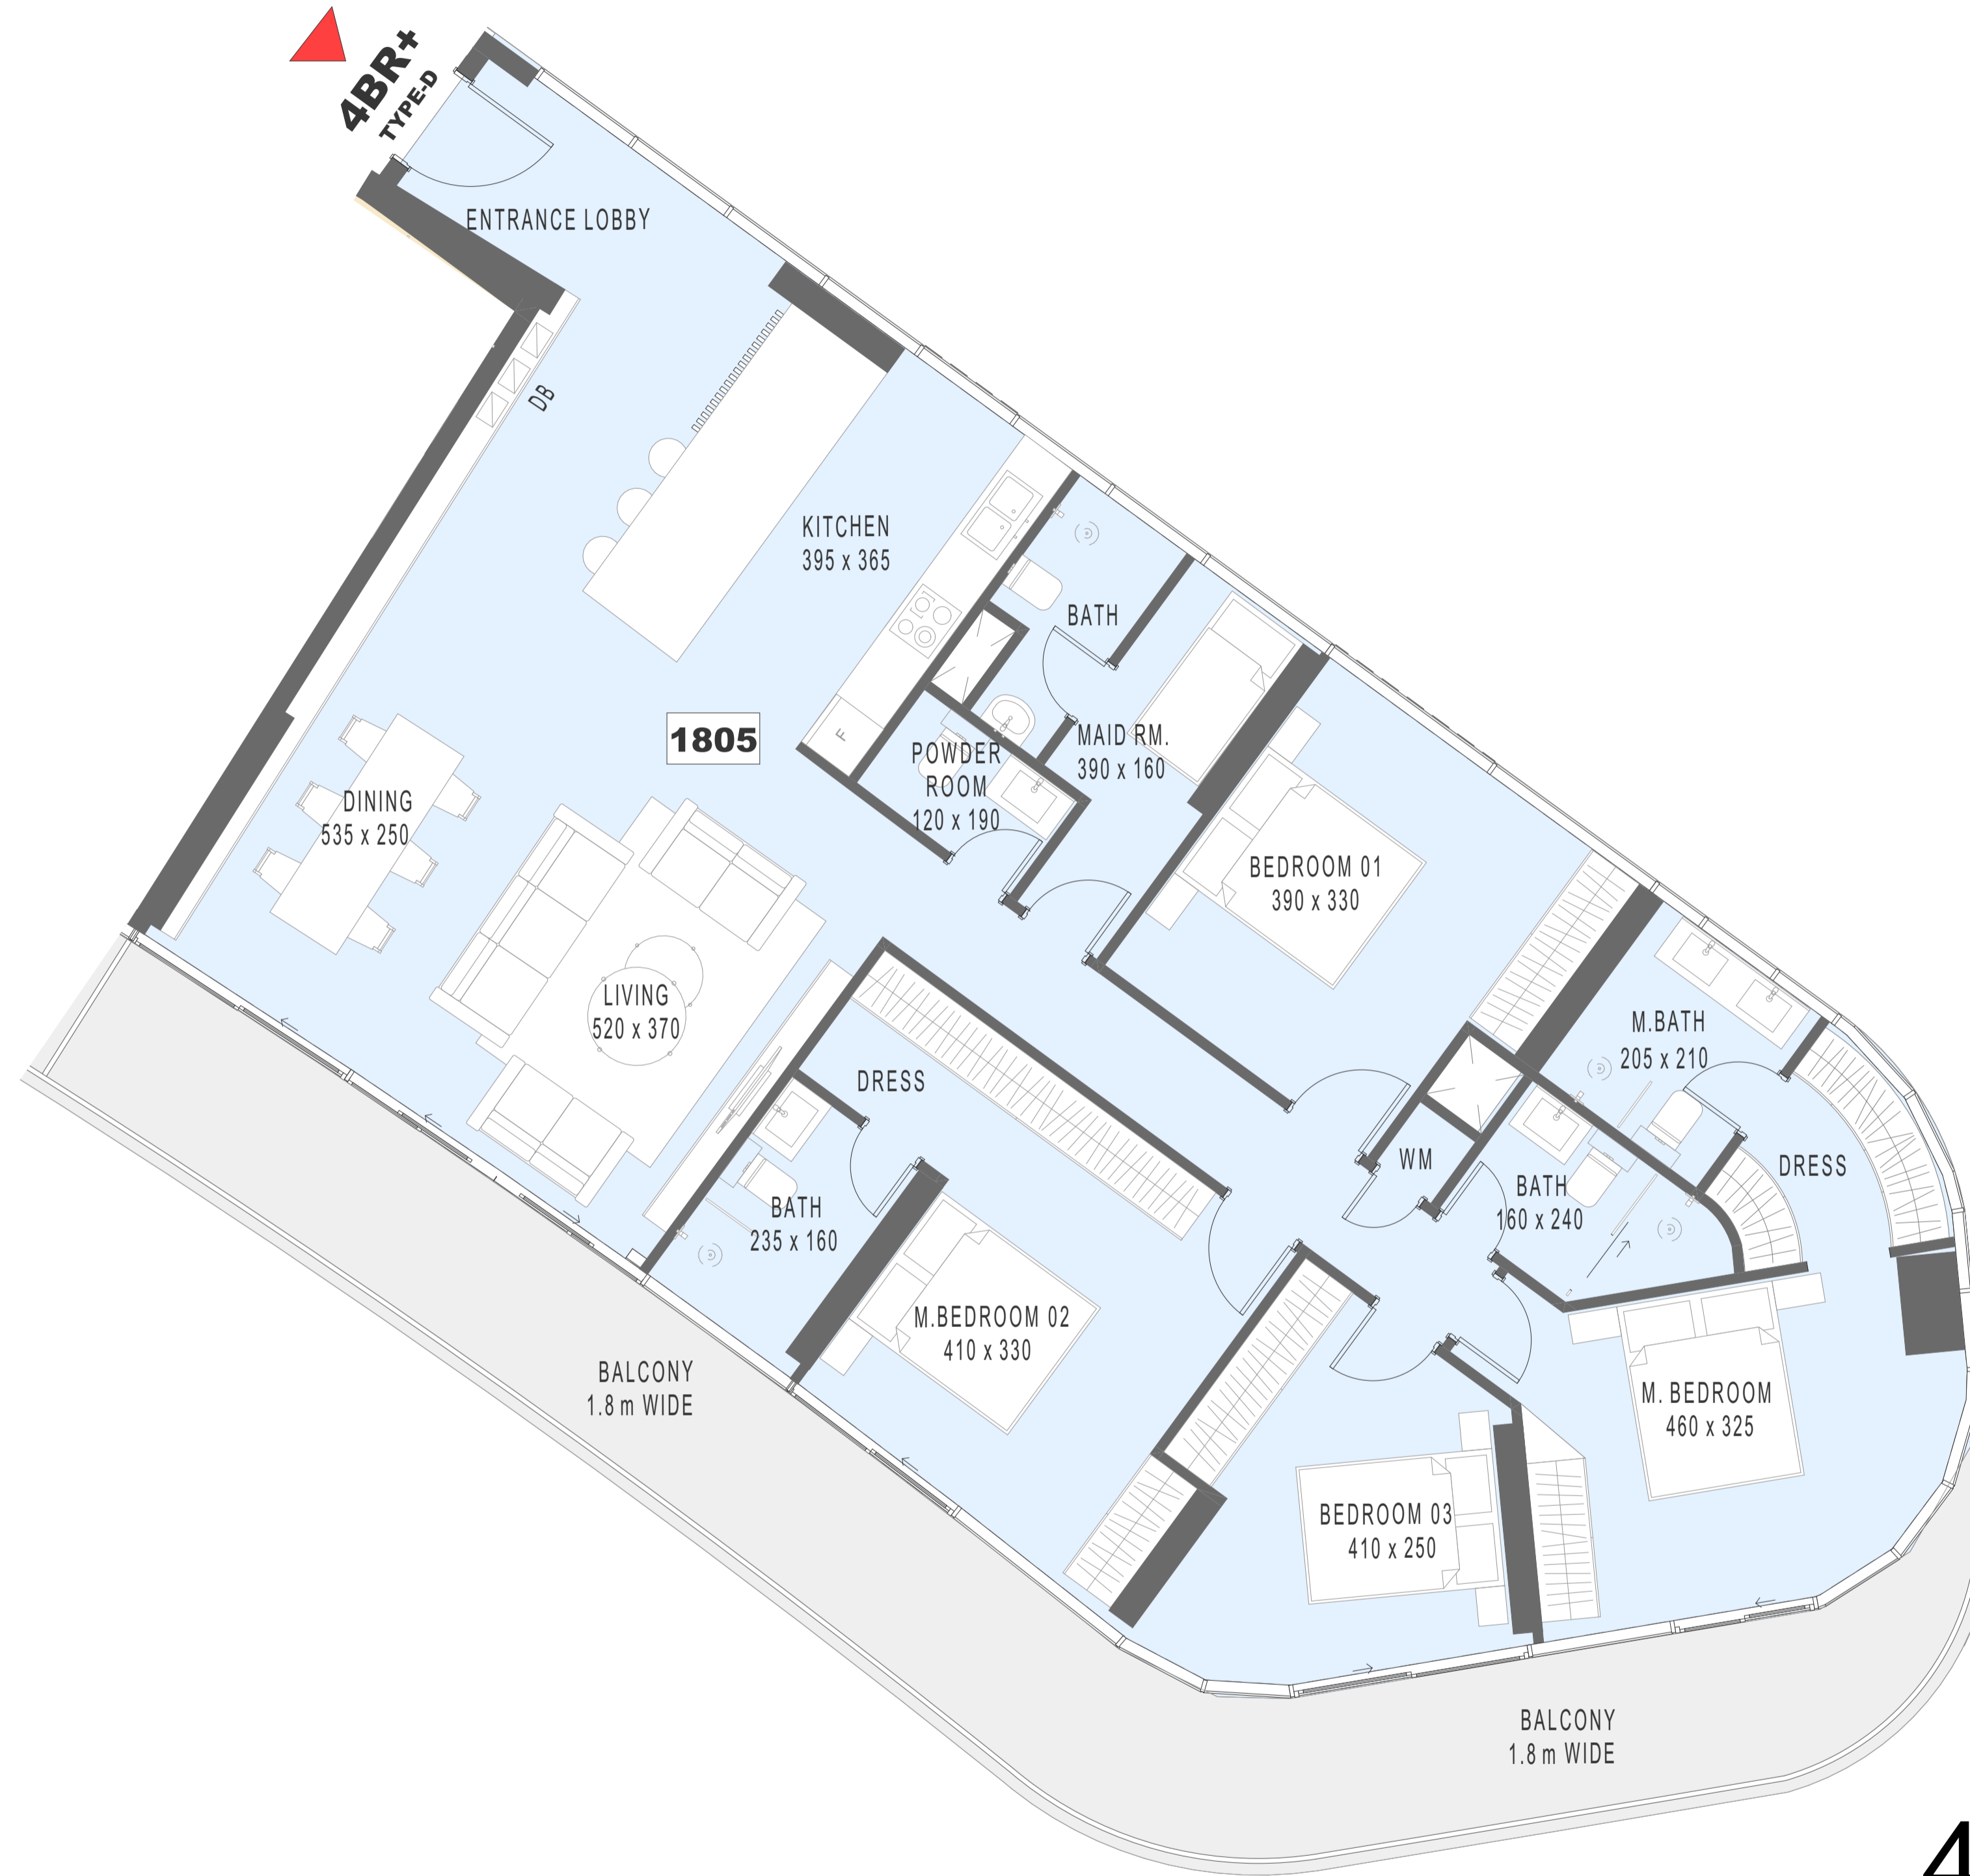 4BR+
TYPE-D
ENTRANCE LOBBY
DB
KITCHEN
395 x 365
BATH
1805
POWDER
ROOM
120 x 190
MAID RM.
390 x 160
F
DINING
535 x 250
BEDROOM 01
390 x 330
LIVING
520 x 370
M.BATH
205 x 210
DRESS
WM
DRESS
BATH
160 x 240
BATH
235 x 160
M.BEDROOM 02
410 x 330
BALCONY
1.8 m WIDE
M. BEDROOM
460 x 325
BEDROOM 03
410 x 250
BALCONY
1.8 m WIDE
4